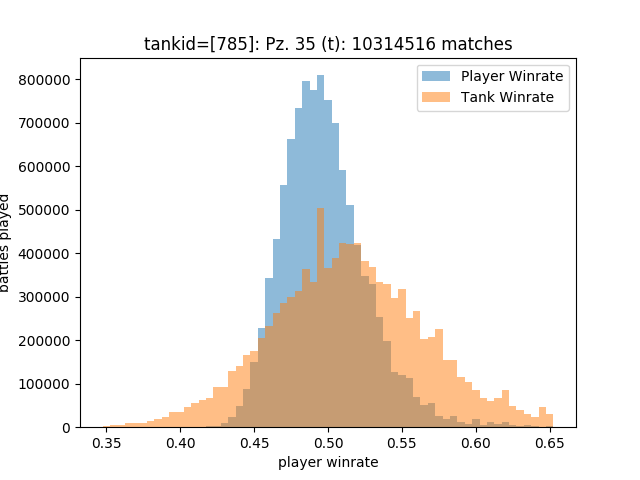 tankid=[785]: Pz. 35 (t): 10314516 matches
Player Winrate
Tank Winrate
800000
700000
600000
500000
400000
300000
200000
100000
0
battles played
0.35 0.40 0.45 0.50 0.55 0.60 0.65
player winrate